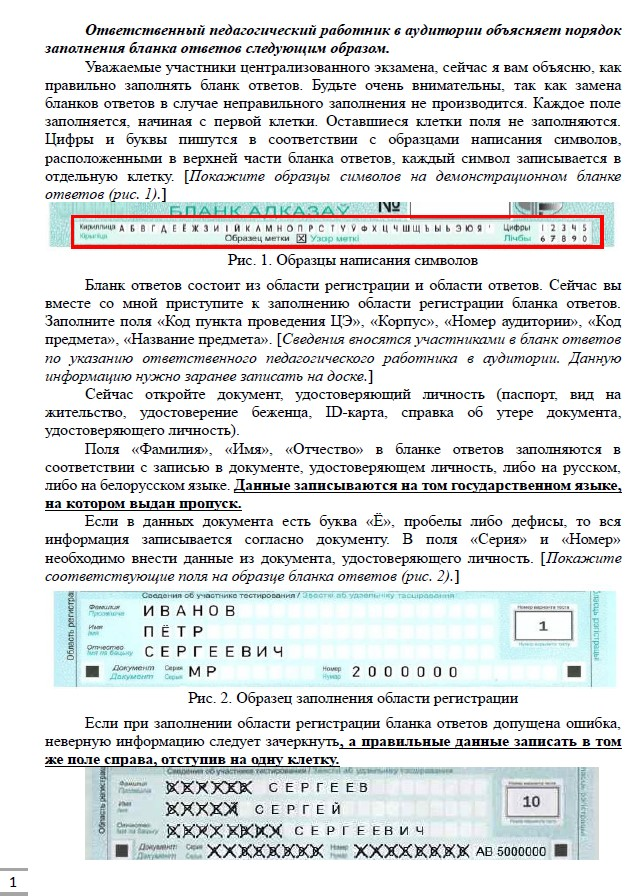 Ответственный педагогический работник в аудитории объясняет порядок
заполнения бланка ответов следующим образом.
Уважаемые участники централизованного экзамена, сейчас я вам объясню, как
правильно заполнять бланк ответов. Будьте очень внимательны, так как замена
бланков ответов в случае неправильного заполнения не производится. Каждое поле
заполняется, начиная с первой клетки. Оставшиеся клетки поля не заполняются.
Цифры и буквы пишутся в соответствии с образцами написания символов,
расположенными в верхней части бланка ответов, каждый символ записывается в
отдельную клетку. [Покажите образцы символов на демонстрационном бланке
ответов (рис. 1).]
БЛАНК АДКАЗАЎ №
Кириллица А Б В Г Д Е Ё Ж З И І Й К Л М Н О П Р С Т У Ў Ф Х Ц Ч Ш Щ Ъ Ы Ь Э Ю Я ' Цифры 1 2 3 4 5
Кірыліца Образец метки Узор меткі Лічбы 6 7 8 9 0
Рис. 1. Образцы написания символов
Бланк ответов состоит из области регистрации и области ответов. Сейчас вы
вместе со мной приступите к заполнению области регистрации бланка ответов.
Заполните поля «Код пункта проведения ЦЭ», «Корпус», «Номер аудитории», «Код
предмета», «Название предмета». [Сведения вносятся участниками в бланк ответов
по указанию ответственного педагогического работника в аудитории. Данную
информацию нужно заранее записать на доске.]
Сейчас откройте документ, удостоверяющий личность (паспорт, вид на
жительство, удостоверение беженца, ID-карта, справка об утере документа,
удостоверяющего личность).
Поля «Фамилия», «Имя», «Отчество» в бланке ответов заполняются в
соответствии с записью в документе, удостоверяющем личность, либо на русском,
либо на белорусском языке. Данные записываются на том государственном языке,
на котором выдан пропуск.
Если в данных документа есть буква «Ё», пробелы либо дефисы, то вся
информация записывается согласно документу. В поля «Серия» и «Номер»
необходимо внести данные из документа, удостоверяющего личность. [Покажите
соответствующие поля на образце бланка ответов (рис. 2).]
Сведения об участнике тестирования / Звесткі аб удзельніку тэсціравання
Фамилия ИВАНОВ
Прозвішча
Имя ПЁТР
Імя
Отчество СЕРГЕЕВИЧ
Імя па бацьку
Номер варианта теста
1
Документ Серия МР Номер 2000000
Дакумент Серыя Нумар
Рис. 2. Образец заполнения области регистрации
Если при заполнении области регистрации бланка ответов допущена ошибка,
неверную информацию следует зачеркнуть, а правильные данные записать в том
же поле справа, отступив на одну клетку.
Сведения об участнике тестирования / Звесткі аб удзельніку тэсціравання
Фамилия СЕРГЕЕВ
Прозвішча
Имя СЕРГЕЙ
Імя
Отчество СЕРГЕЕВИЧ
Імя па бацьку
10
Документ Серия Номер АВ 5000000
Дакумент Серыя Нумар
1